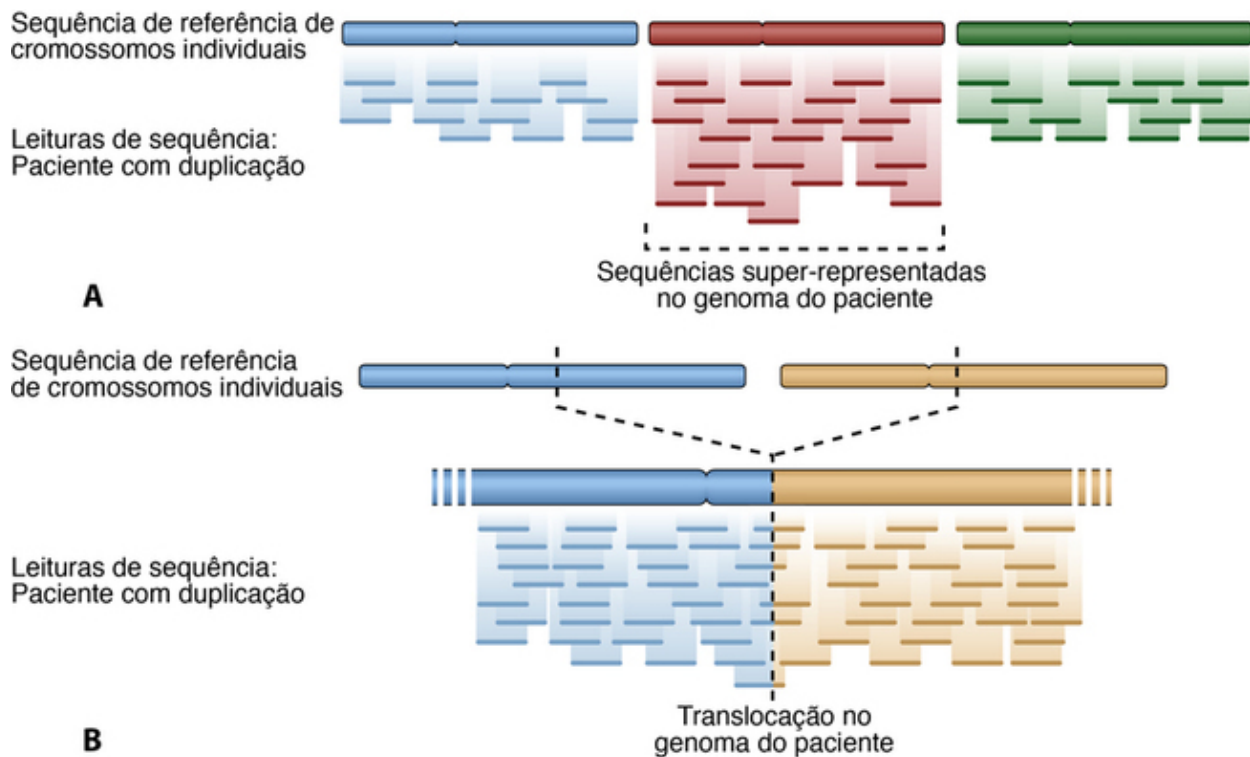 Sequência de referência de
cromossomos individuais
Leituras de sequência:
Paciente com duplicação
Sequências super-representadas
no genoma do paciente
A
Sequência de referência
de cromossomos individuais
Leituras de sequência:
Paciente com duplicação
Translocação no
genoma do paciente
B